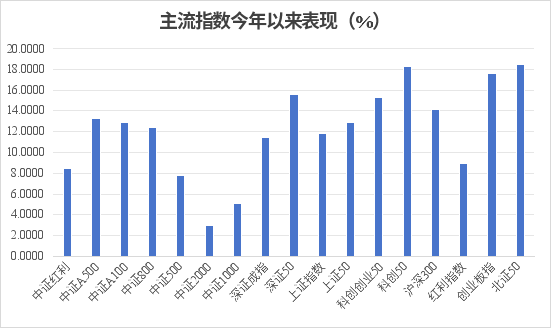 主流指数今年以来表现（%）
20.0000
18.0000
16.0000
14.0000
12.0000
10.0000
8.0000
6.0000
4.0000
2.0000
0.0000
中证红利
中证A500
中证A100
中证800
中证500
中证2000
中证1000
深证成指
深证50
上证指数
上证50
科创创业50
科创50
沪深300
红利指数
创业板指
北证50